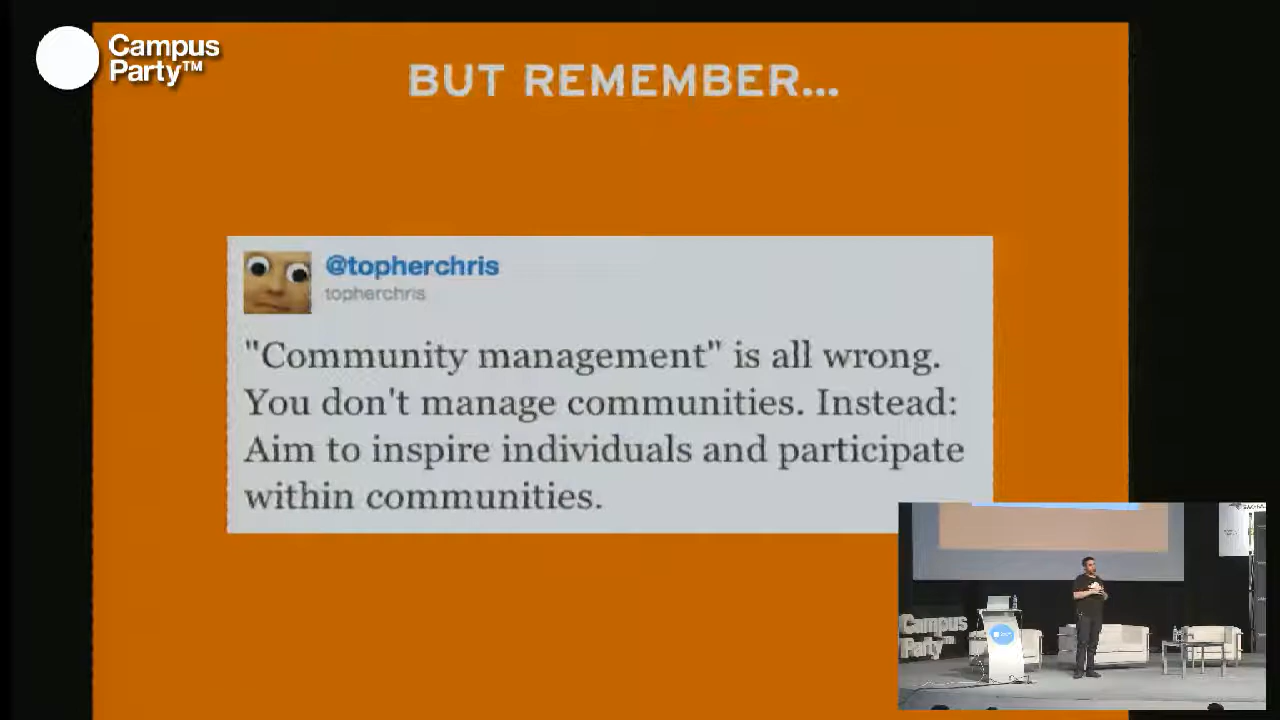 Campus
Party™
BUT REMEMBER...
@topherchris
topherchris
"Community management" is all wrong.
You don't manage communities. Instead:
Aim to inspire individuals and participate
within communities.
Campus
Party™